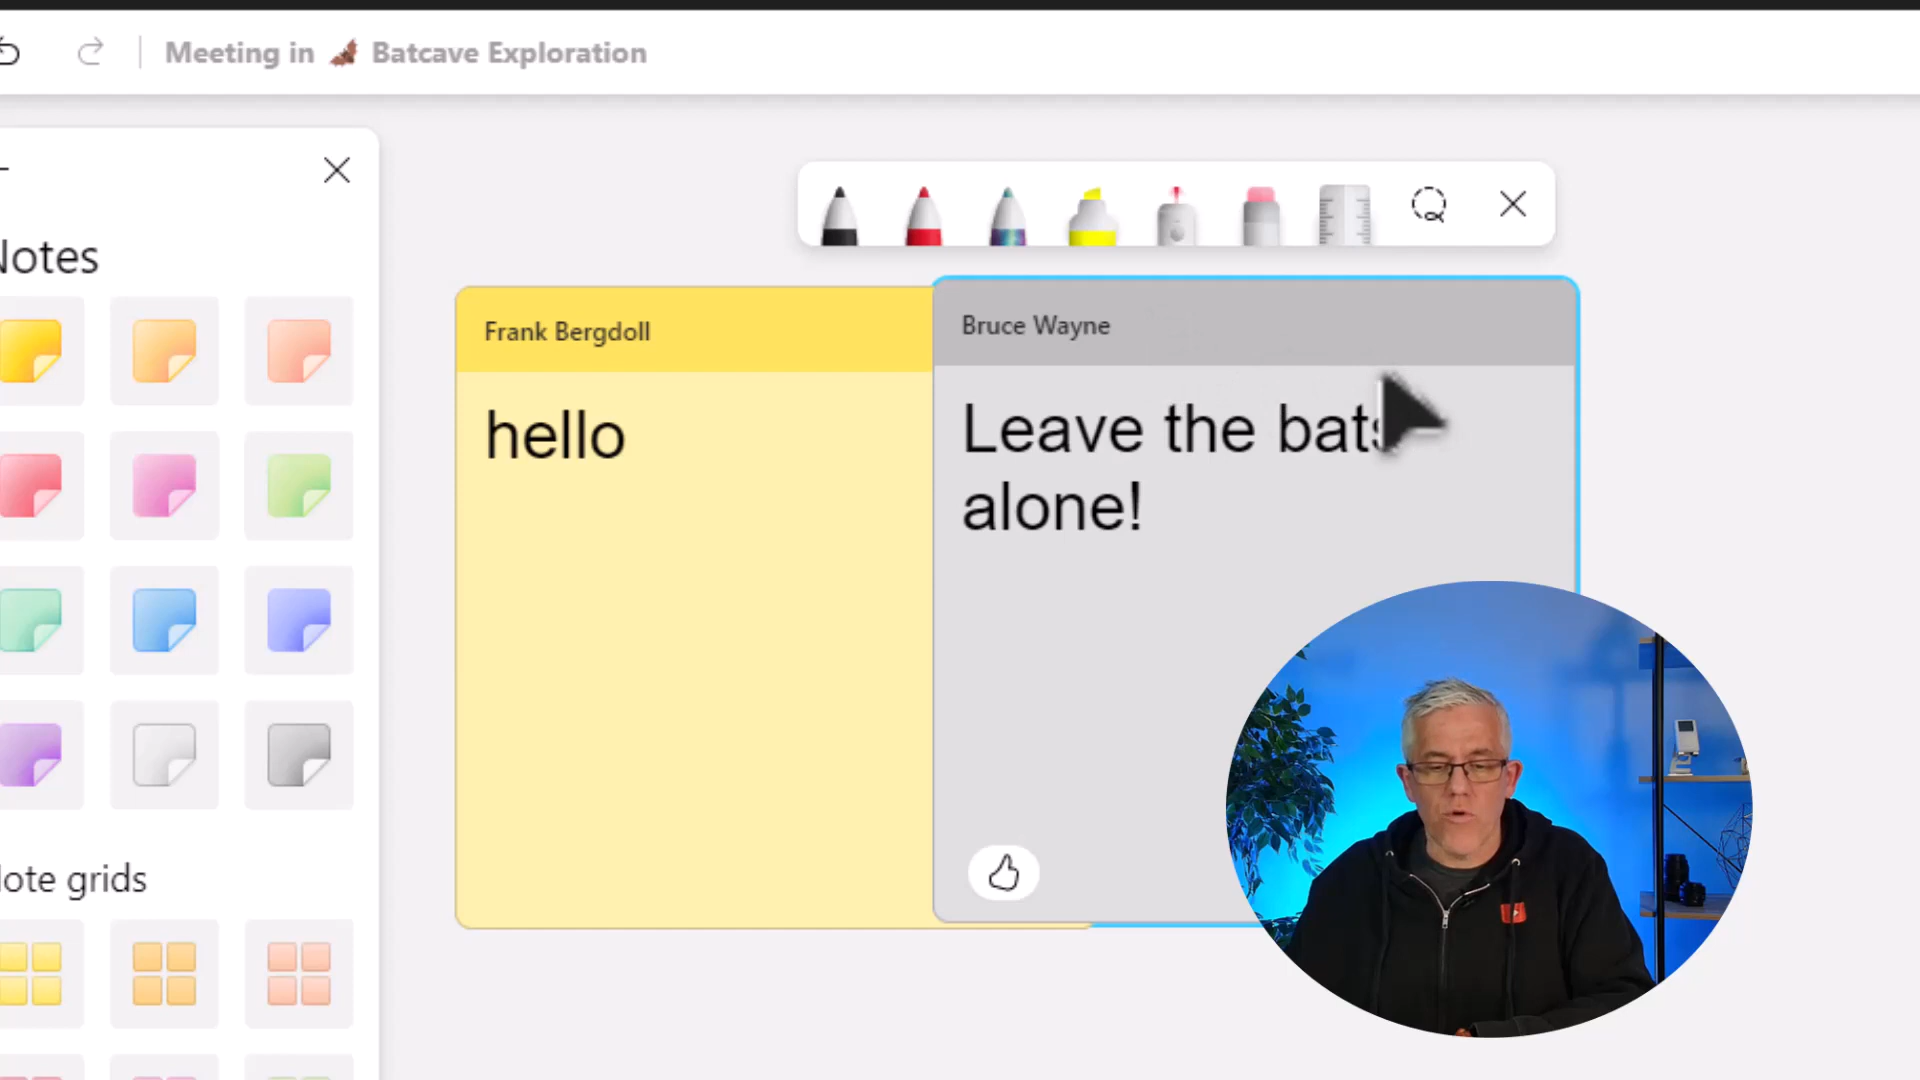 Meeting in Batcave Exploration
Notes
Frank Bergdoll
hello
Bruce Wayne
Leave the bats
alone!
Note grids